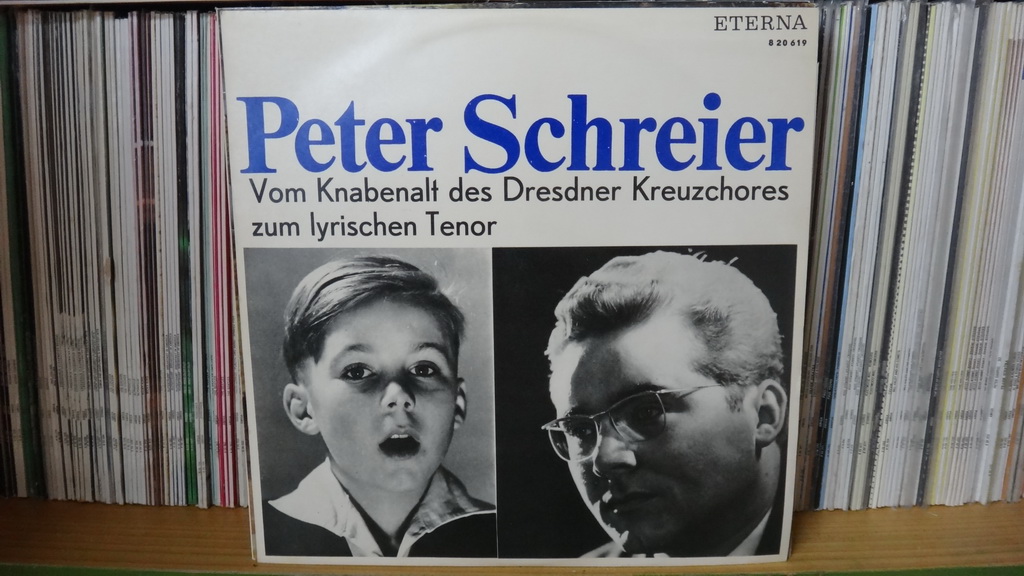 ETERNA
8 20 619
Peter Schreier
Vom Knabenalt des Dresdner Kreuzchores
zum lyrischen Tenor